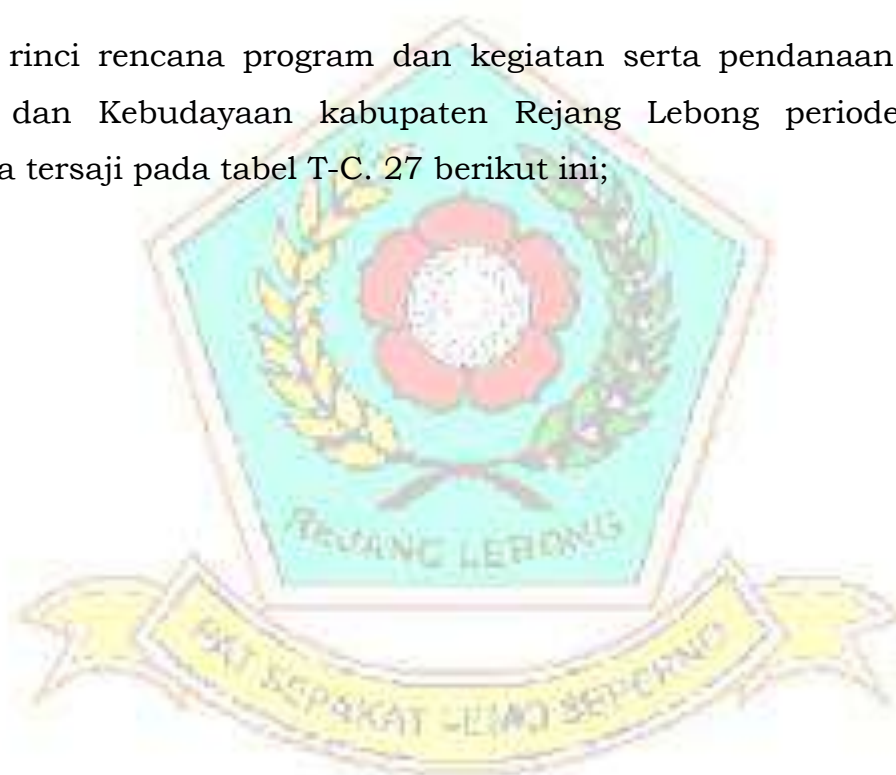 rinci rencana program dan kegiatan serta pendanaan
dan Kebudayaan kabupaten Rejang Lebong periode
a tersaji pada tabel T-C. 27 berikut ini;
REJANG LEBONG
SEPAKAT